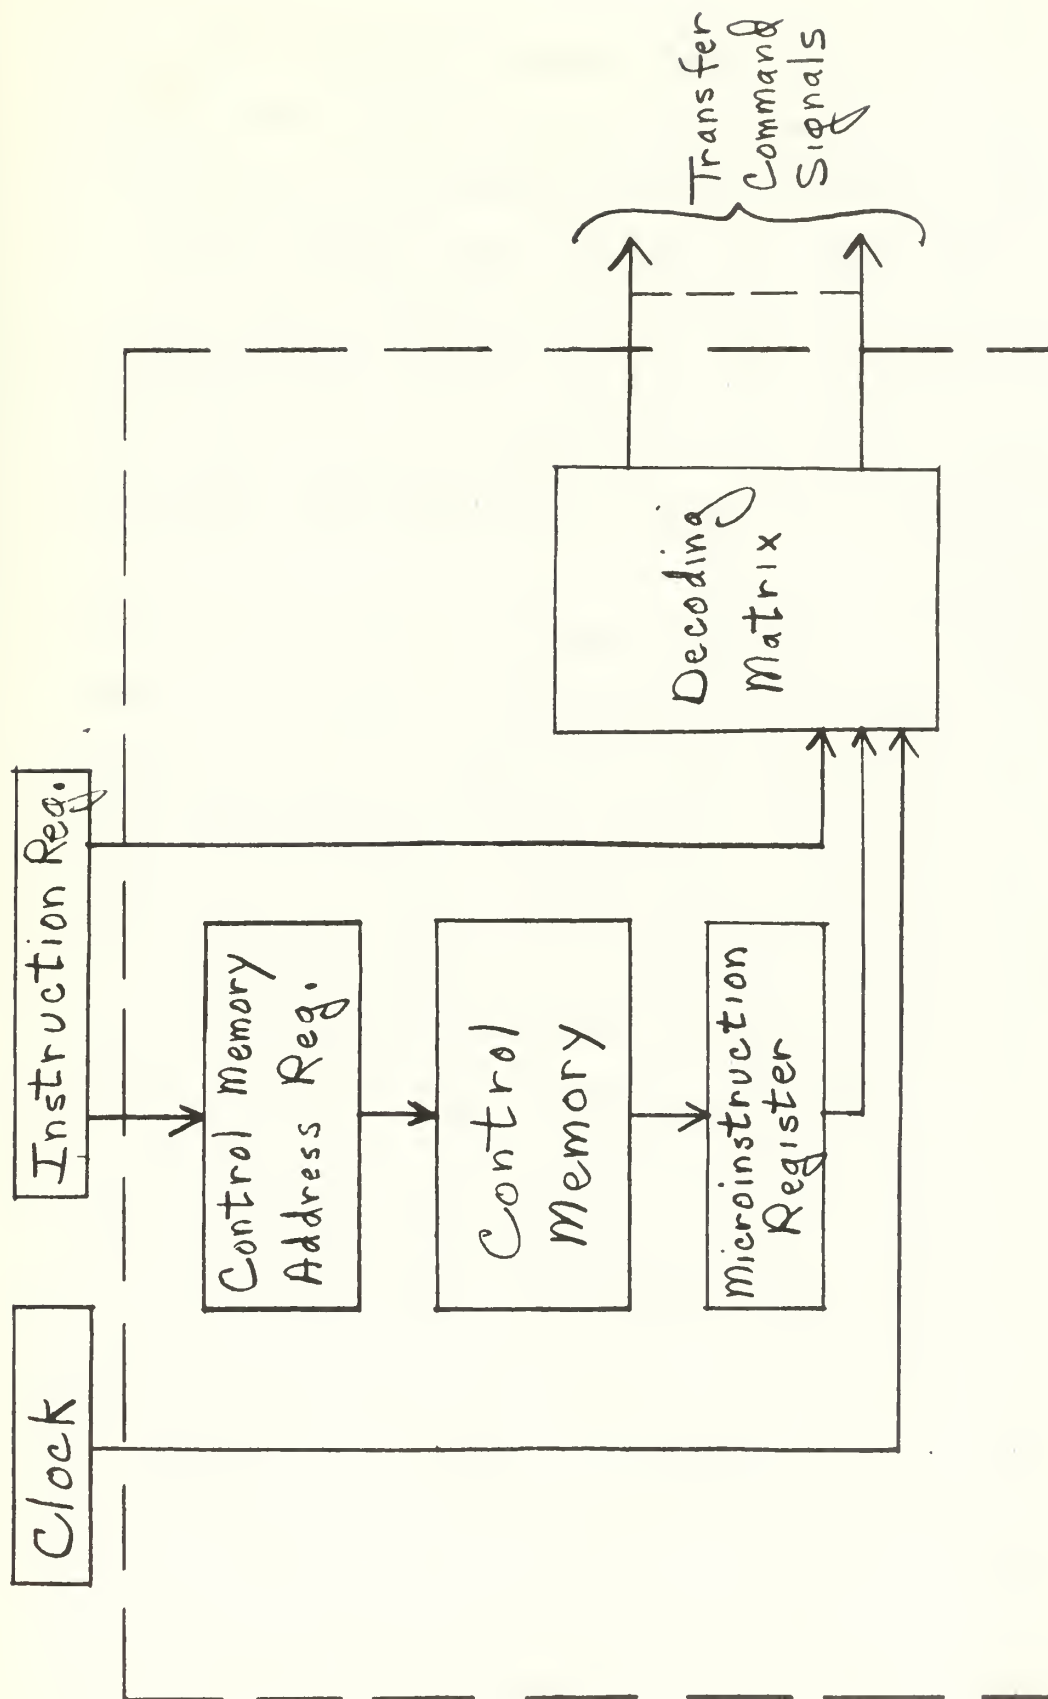 Clock
Instruction Reg.
Control Memory
Address Reg.
Control
Memory
Microinstruction
Register
Decoding
Matrix
Transfer
Command
Signals